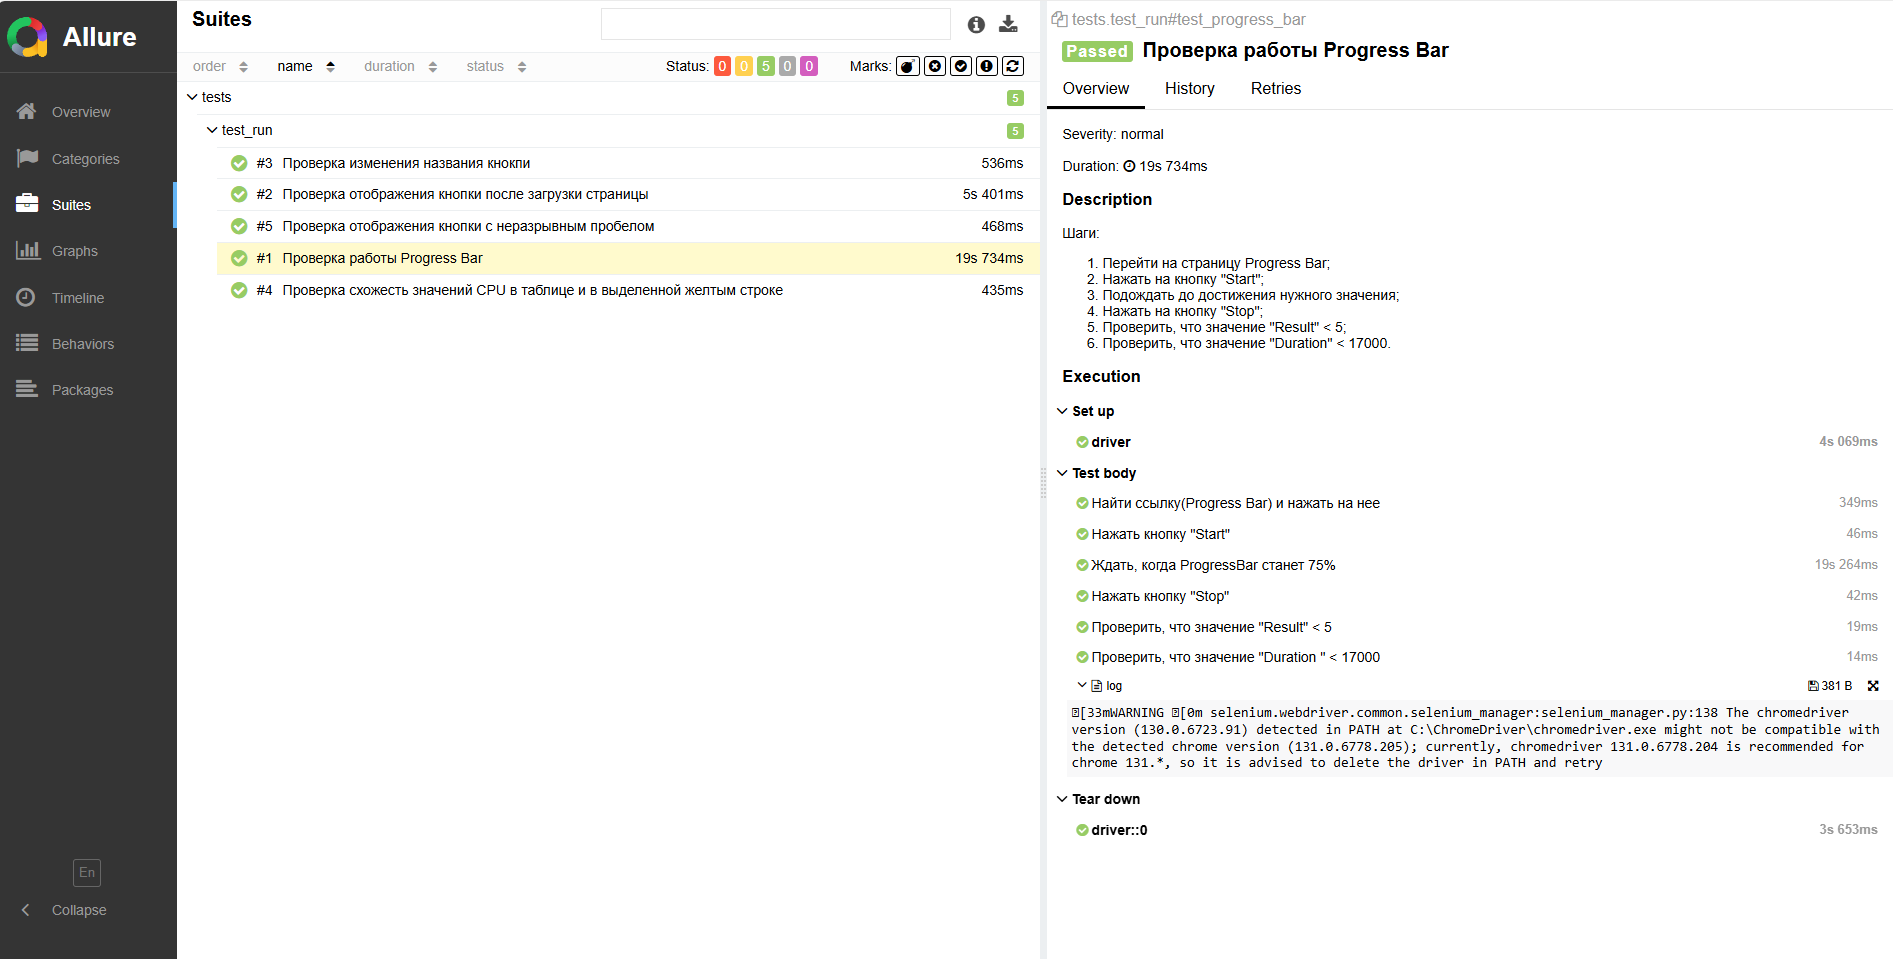 Allure
Overview
Categories
Suites
Graphs
Timeline
Behaviors
Packages
En
Collapse
Suites
order name duration status Status: 0 0 5 0 0 Marks:
tests 5
test_run 5
#3 Проверка изменения названия кнокпи 536ms
#2 Проверка отображения кнопки после загрузки страницы 5s 401ms
#5 Проверка отображения кнопки с неразрывным пробелом 468ms
#1 Проверка работы Progress Bar 19s 734ms
#4 Проверка схожесть значений CPU в таблице и в выделенной желтым строке 435ms
tests.test_run#test_progress_bar
Passed Проверка работы Progress Bar
Overview History Retries
Severity: normal
Duration: 19s 734ms
Description
Шаги:
1. Перейти на страницу Progress Bar;
2. Нажать на кнопку "Start";
3. Подождать до достижения нужного значения;
4. Нажать на кнопку "Stop";
5. Проверить, что значение "Result" < 5;
6. Проверить, что значение "Duration" < 17000.
Execution
Set up
driver 4s 069ms
Test body
Найти ссылку(Progress Bar) и нажать на нее 349ms
Нажать кнопку "Start" 46ms
Ждать, когда ProgressBar станет 75% 19s 264ms
Нажать кнопку "Stop" 42ms
Проверить, что значение "Result" < 5 19ms
Проверить, что значение "Duration " < 17000 14ms
log 381 B
[33mWARNING [0m selenium.webdriver.common.selenium_manager:selenium_manager.py:138 The chromedriver
version (130.0.6723.91) detected in PATH at C:\ChromeDriver\chromedriver.exe might not be compatible with
the detected chrome version (131.0.6778.205); currently, chromedriver 131.0.6778.204 is recommended for
chrome 131.*, so it is advised to delete the driver in PATH and retry
Tear down
driver::0 3s 653ms